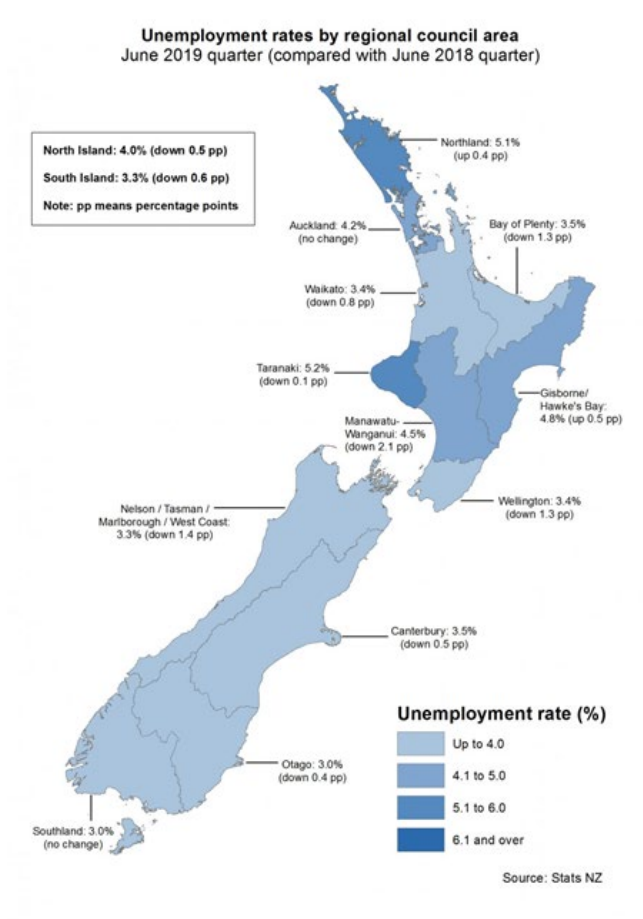 Unemployment rates by regional council area
June 2019 quarter (compared with June 2018 quarter)
North Island: 4.0% (down 0.5 pp)
South Island: 3.3% (down 0.6 pp)
Note: pp means percentage points
Northland: 5.1%
(up 0.4 pp)
Auckland: 4.2%
(no change)
Bay of Plenty: 3.5%
(down 1.3 pp)
Waikato: 3.4%
(down 0.8 pp)
Taranaki: 5.2%
(down 0.1 pp)
Gisborne/
Hawke's Bay:
4.8% (up 0.5 pp)
Manawatu-
Wanganui: 4.5%
(down 2.1 pp)
Wellington: 3.4%
(down 1.3 pp)
Nelson / Tasman /
Marlborough / West Coast:
3.3% (down 1.4 pp)
Canterbury: 3.5%
(down 0.5 pp)
Otago: 3.0%
(down 0.4 pp)
Southland: 3.0%
(no change)
Unemployment rate (%)
Up to 4.0
4.1 to 5.0
5.1 to 6.0
6.1 and over
Source: Stats NZ